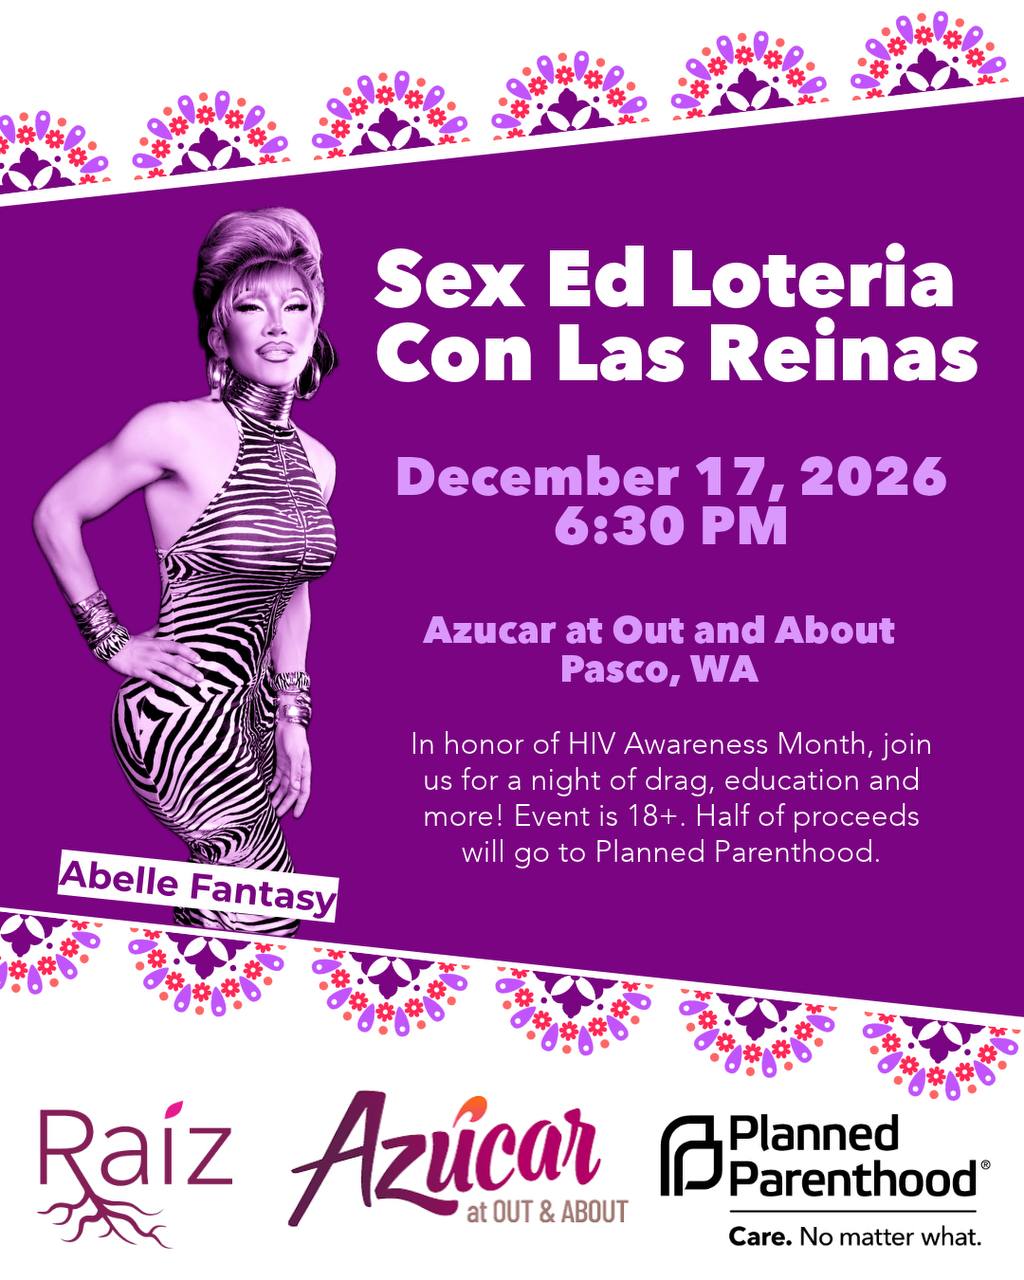 Sex Ed Loteria
Con Las Reinas
December 17, 2026
6:30 PM
Azucar at Out and About
Pasco, WA
In honor of HIV Awareness Month, join
us for a night of drag, education and
more! Event is 18+. Half of proceeds
will go to Planned Parenthood.
Abelle Fantasy
Raíz
Azúcar
at OUT & ABOUT
Planned
Parenthood®
Care. No matter what.